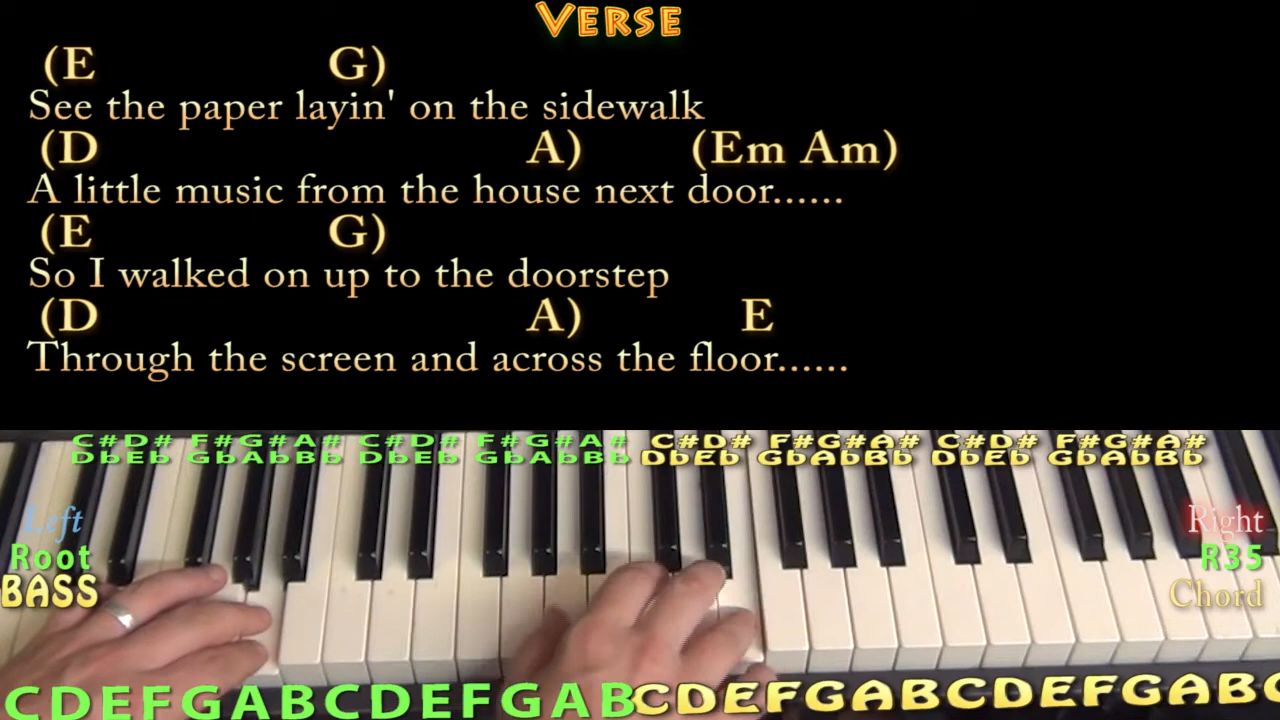 VERSE
(E G)
See the paper layin' on the sidewalk
(D A) (Em Am)
A little music from the house next door......
(E G)
So I walked on up to the doorstep
(D A) E
Through the screen and across the floor......
C#D# F#G#A# C#D# F#G#A# C#D# F#G#A# C#D# F#G#A#
DbEb GbAbBb DbEb GbAbBb DbEb GbAbBb DbEb GbAbBb
Left
Root
BASS
Right
R35
Chord
CDEFGABCDEFGABCDEFGABCDEFGABC